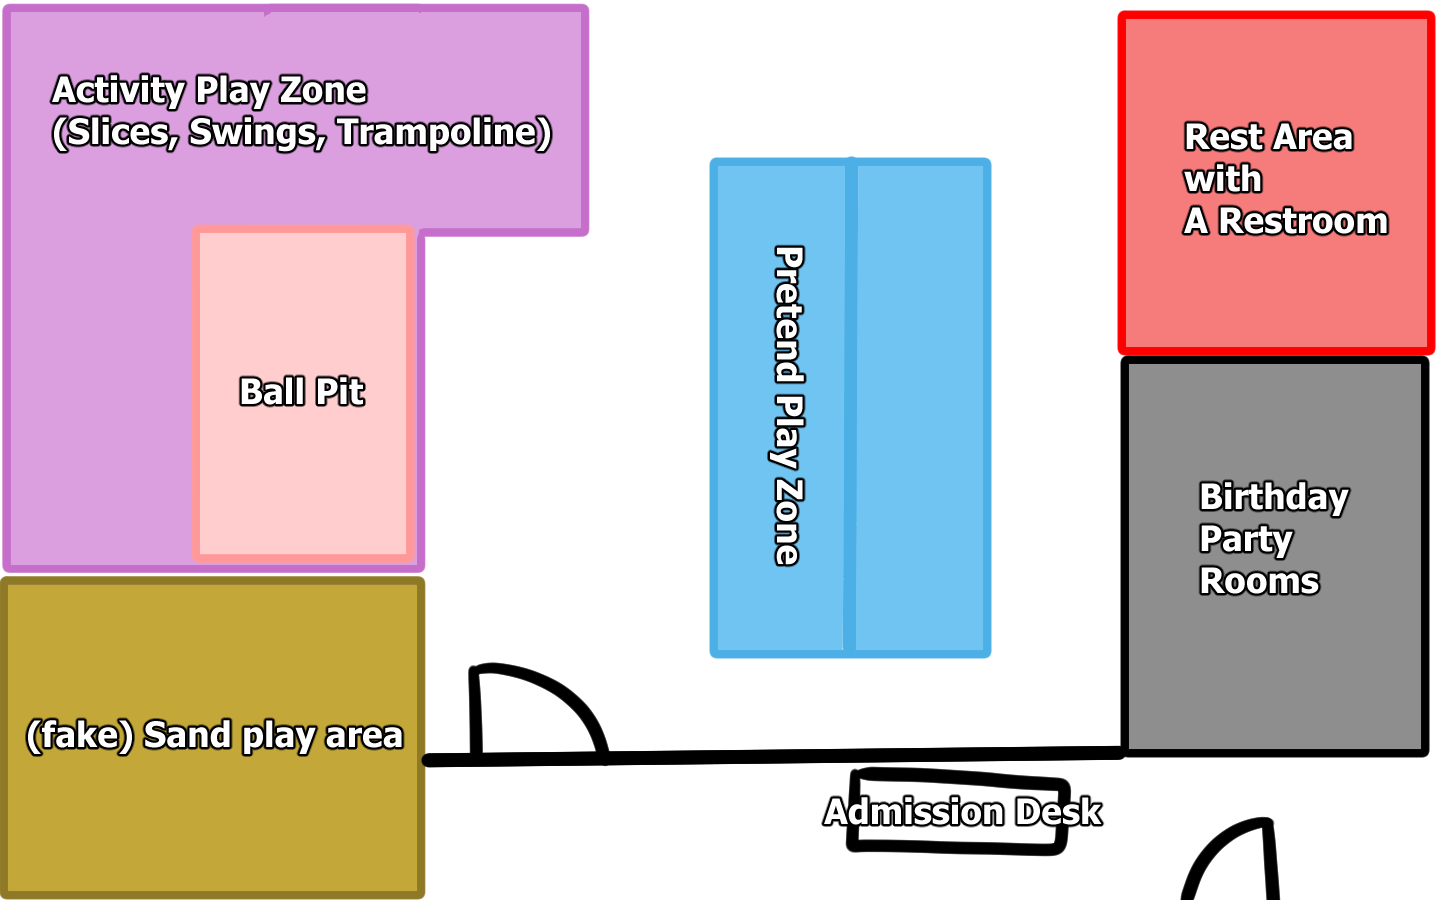 Activity Play Zone
(Slices, Swings, Trampoline)
Ball Pit
(fake) Sand play area
Pretend Play Zone
Rest Area
with
A Restroom
Birthday
Party
Rooms
Admission Desk